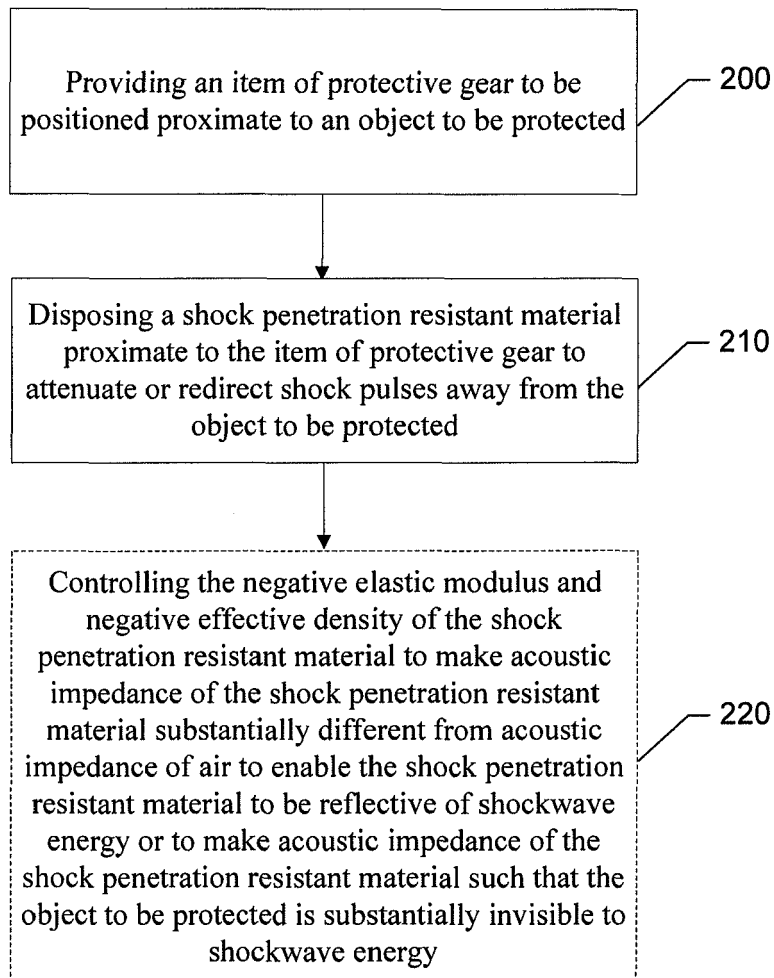 Providing an item of protective gear to be
positioned proximate to an object to be protected
200
Disposing a shock penetration resistant material
proximate to the item of protective gear to
attenuate or redirect shock pulses away from the
object to be protected
210
Controlling the negative elastic modulus and
negative effective density of the shock
penetration resistant material to make acoustic
impedance of the shock penetration resistant
material substantially different from acoustic
impedance of air to enable the shock penetration
resistant material to be reflective of shockwave
energy or to make acoustic impedance of the
shock penetration resistant material such that the
object to be protected is substantially invisible to
shockwave energy
220